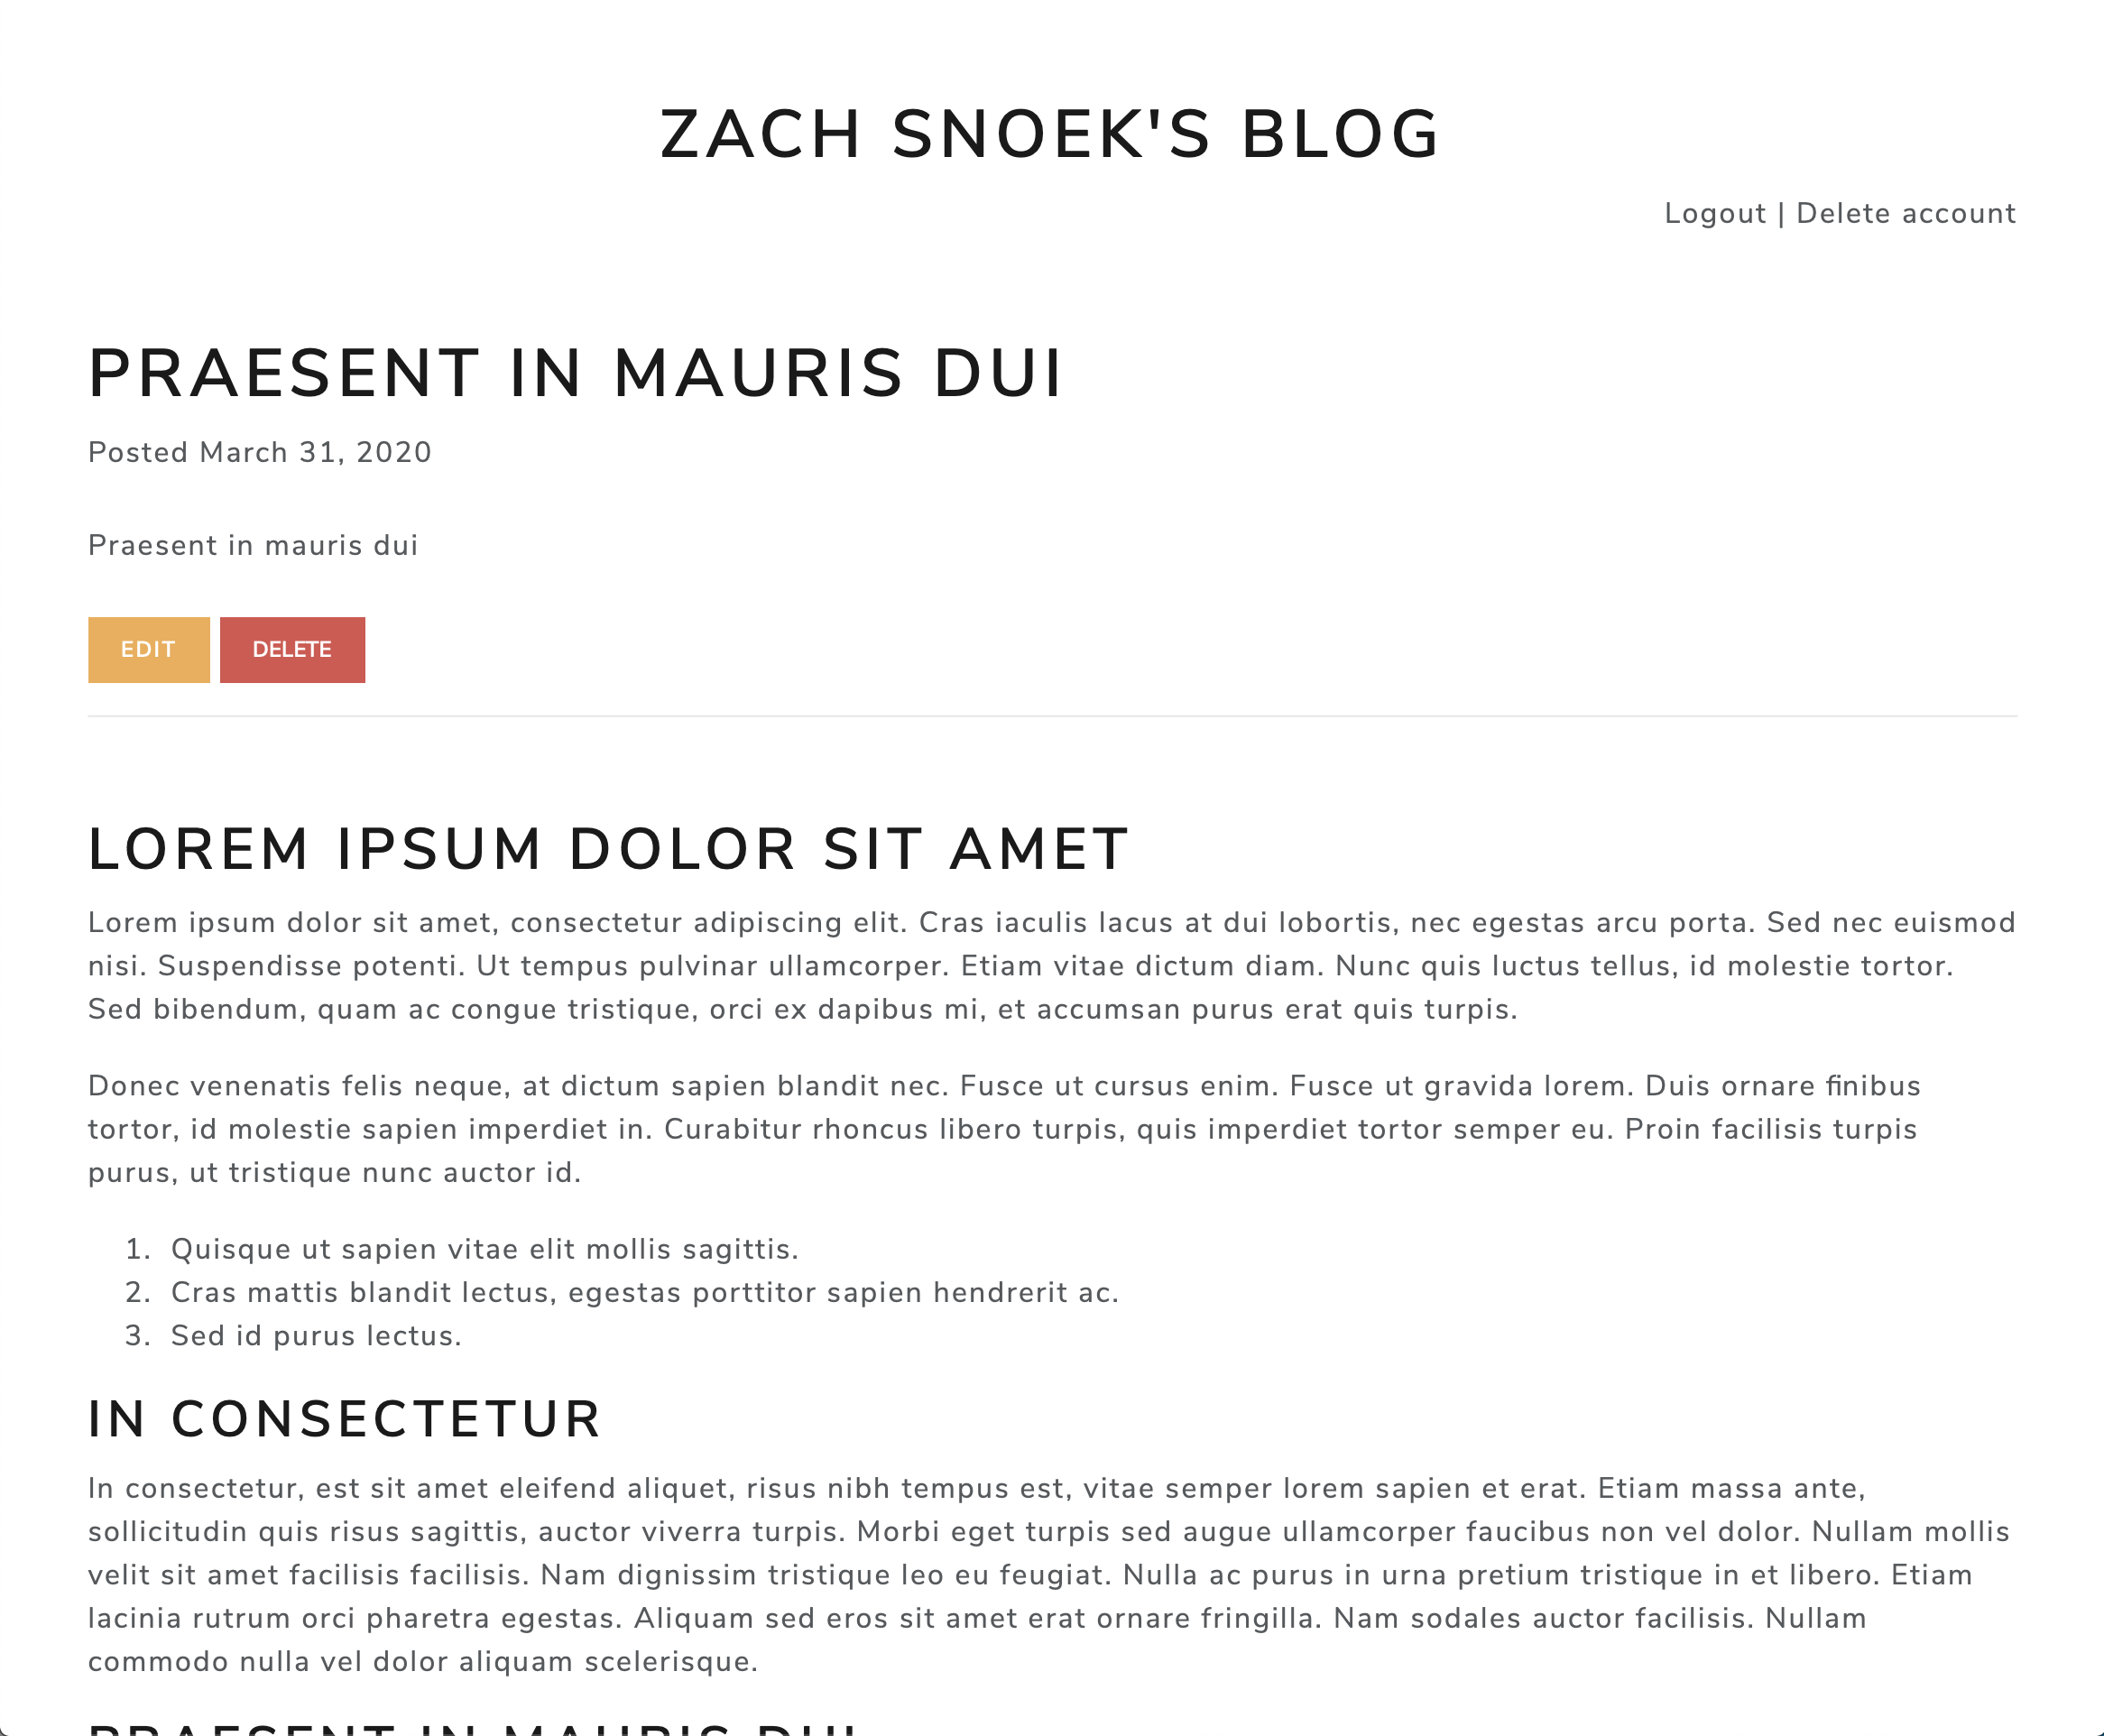 ZACH SNOEK'S BLOG
Logout | Delete account
PRAESENT IN MAURIS DUI
Posted March 31, 2020
Praesent in mauris dui
EDIT DELETE
LOREM IPSUM DOLOR SIT AMET
Lorem ipsum dolor sit amet, consectetur adipiscing elit. Cras iaculis lacus at dui lobortis, nec egestas arcu porta. Sed nec euismod
nisi. Suspendisse potenti. Ut tempus pulvinar ullamcorper. Etiam vitae dictum diam. Nunc quis luctus tellus, id molestie tortor.
Sed bibendum, quam ac congue tristique, orci ex dapibus mi, et accumsan purus erat quis turpis.
Donec venenatis felis neque, at dictum sapien blandit nec. Fusce ut cursus enim. Fusce ut gravida lorem. Duis ornare finibus
tortor, id molestie sapien imperdiet in. Curabitur rhoncus libero turpis, quis imperdiet tortor semper eu. Proin facilisis turpis
purus, ut tristique nunc auctor id.
1. Quisque ut sapien vitae elit mollis sagittis.
2. Cras mattis blandit lectus, egestas porttitor sapien hendrerit ac.
3. Sed id purus lectus.
IN CONSECTETUR
In consectetur, est sit amet eleifend aliquet, risus nibh tempus est, vitae semper lorem sapien et erat. Etiam massa ante,
sollicitudin quis risus sagittis, auctor viverra turpis. Morbi eget turpis sed augue ullamcorper faucibus non vel dolor. Nullam mollis
velit sit amet facilisis facilisis. Nam dignissim tristique leo eu feugiat. Nulla ac purus in urna pretium tristique in et libero. Etiam
lacinia rutrum orci pharetra egestas. Aliquam sed eros sit amet erat ornare fringilla. Nam sodales auctor facilisis. Nullam
commodo nulla vel dolor aliquam scelerisque.
PRAESENT IN MAURIS DUI